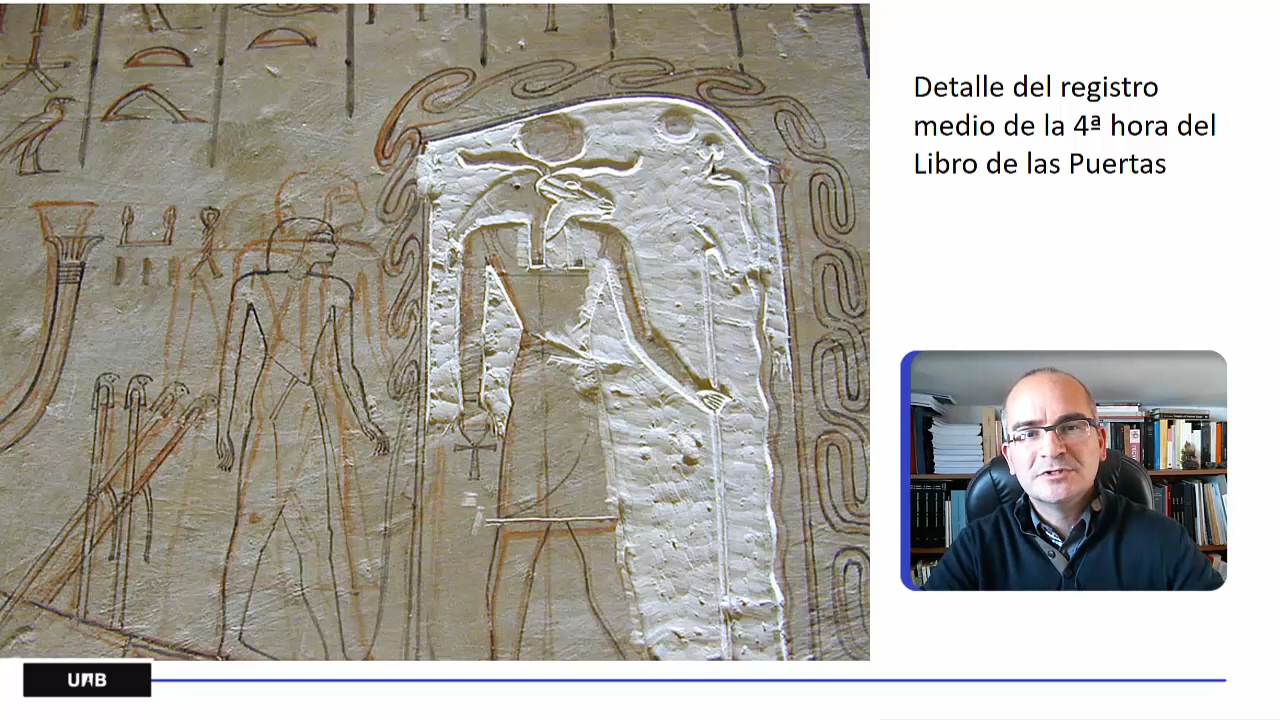 Detalle del registro
medio de la 4ª hora del
Libro de las Puertas
UAB